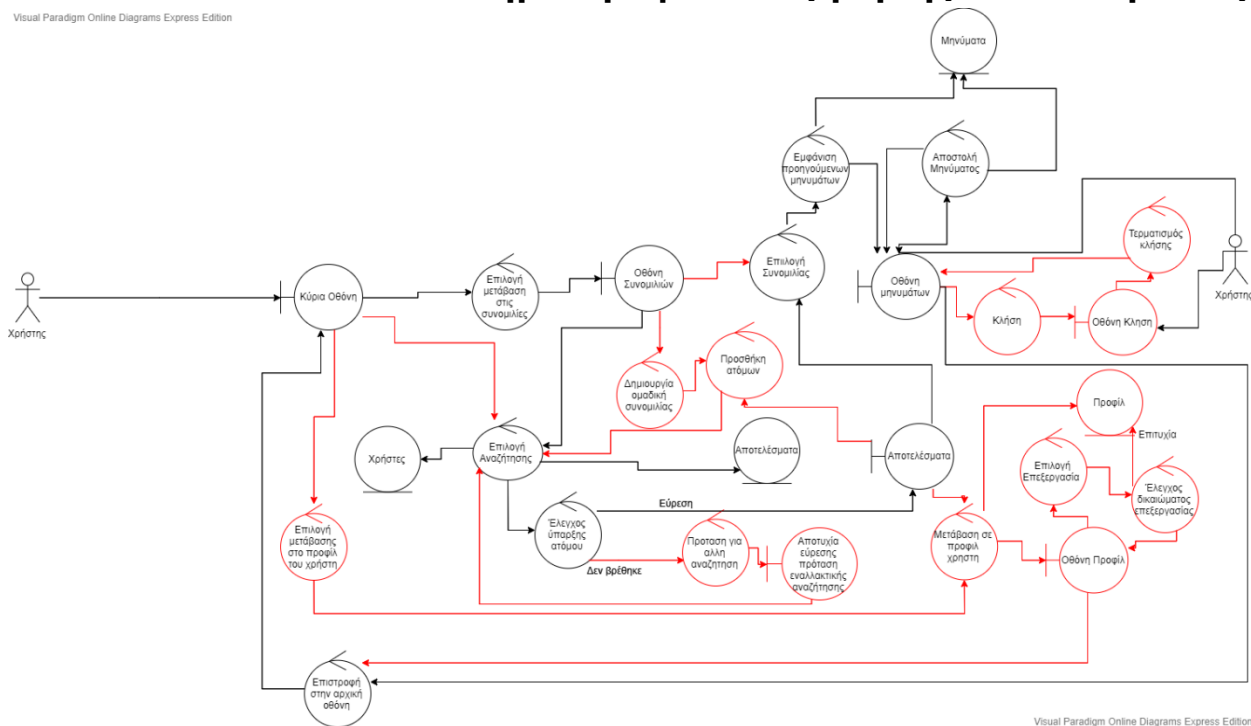 Visual Paradigm Online Diagrams Express Edition
Μηνύματα
Εμφάνιση
προηγούμενων
μηνυμάτων
Αποστολή
Μηνύματος
Τερματισμός
κλήσης
Χρήστης
Κύρια Οθόνη
Επιλογή
μετάβαση
στις
συνομιλίες
Οθόνη
Συνομιλιών
Επιλογή
Συνομιλίας
Οθόνη
μηνυμάτων
Κλήση
Οθόνη Κληση
Χρήστης
Δημιουργία
ομαδική
συνομιλίας
Προσθήκη
ατόμων
Προφίλ
Επιτυχία
Χρήστες
Επιλογή
Αναζήτησης
Αποτελέσματα
Αποτελέσματα
Επιλογή
Επεξεργασία
Έλεγχος
δικαιώματος
επεξεργασίας
Εύρεση
Επιλογή
μετάβασης
στο προφίλ
του χρήστη
Έλεγχος
ύπαρξης
ατόμου
Δεν βρέθηκε
Προταση για
αλλη
αναζητηση
Αποτυχία
εύρεσης
πρόταση
εναλλακτικής
αναζήτησης
Μετάβαση σε
προφιλ
χρηστη
Οθόνη Προφίλ
Επιστροφή
στην αρχική
οθόνη
Visual Paradigm Online Diagrams Express Edition